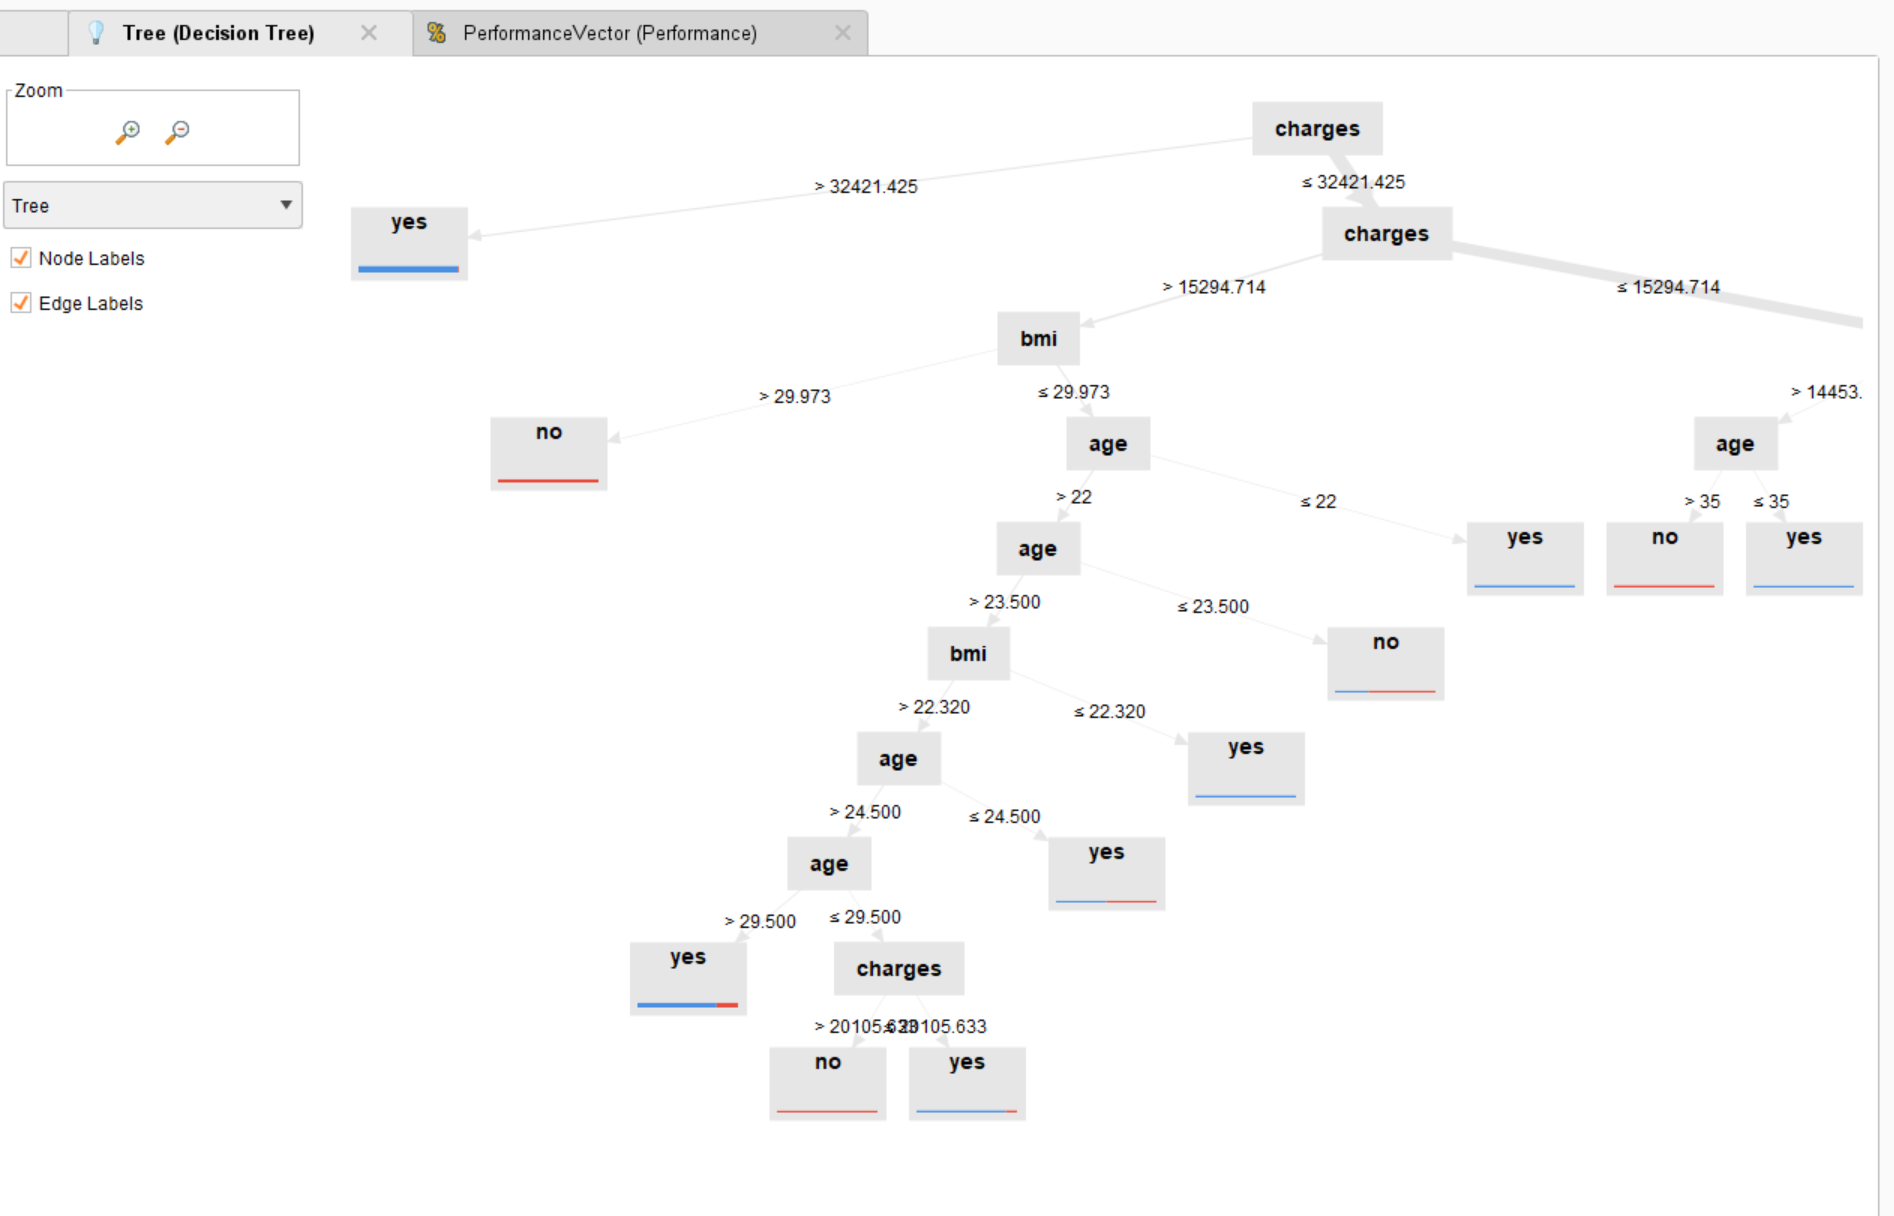 Tree (Decision Tree)
PerformanceVector (Performance)
Zoom
Tree
Node Labels
Edge Labels
charges
> 32421.425
≤ 32421.425
yes
charges
> 15294.714
≤ 15294.714
bmi
> 29.973
≤ 29.973
> 14453.
no
age
age
> 22
≤ 22
> 35
≤ 35
age
yes
no
yes
> 23.500
≤ 23.500
bmi
no
> 22.320
≤ 22.320
age
yes
> 24.500
≤ 24.500
age
yes
> 29.500
≤ 29.500
yes
charges
> 20105.633
≤ 20105.633
no
yes